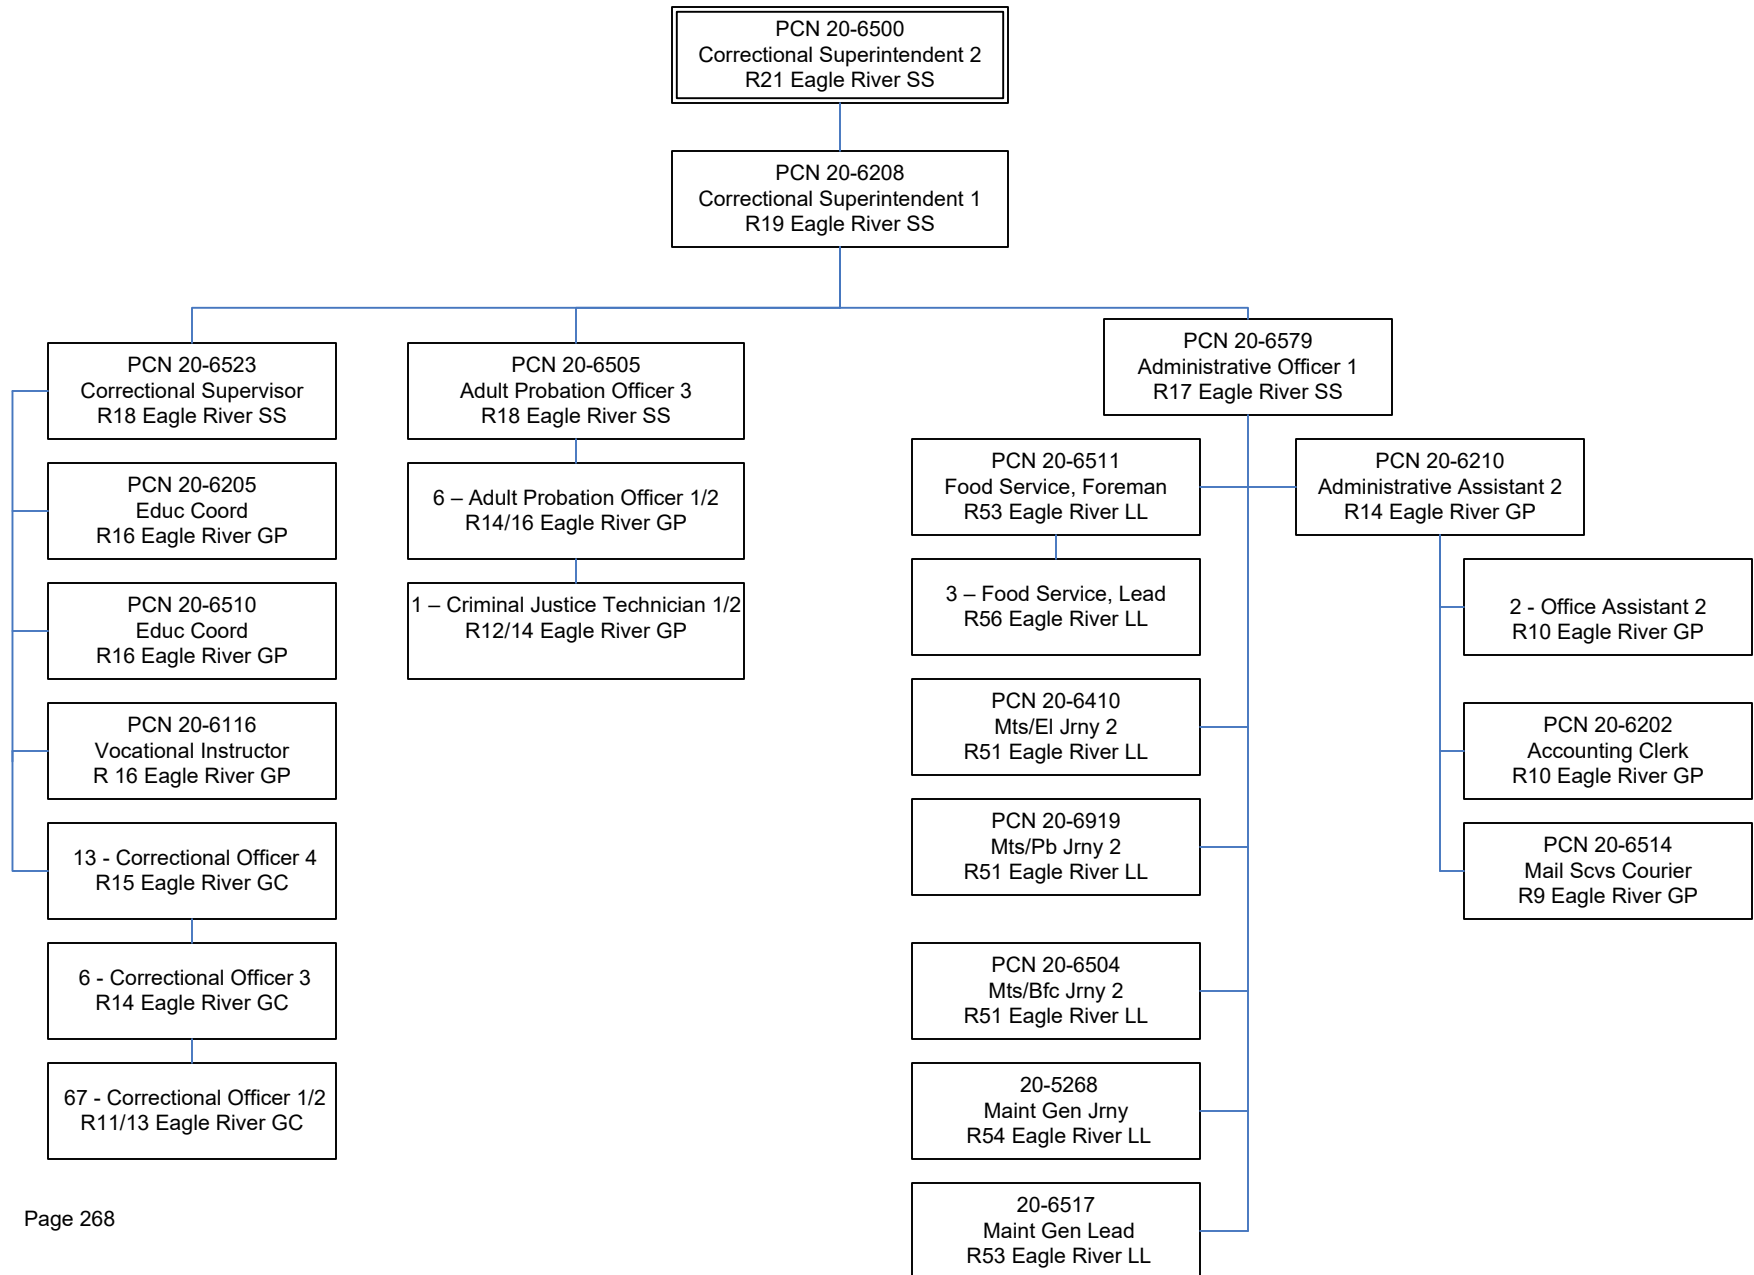 PCN 20-6500
Correctional Superintendent 2
R21 Eagle River SS
PCN 20-6208
Correctional Superintendent 1
R19 Eagle River SS
PCN 20-6523
Correctional Supervisor
R18 Eagle River SS
PCN 20-6205
Educ Coord
R16 Eagle River GP
PCN 20-6510
Educ Coord
R16 Eagle River GP
PCN 20-6116
Vocational Instructor
R 16 Eagle River GP
13 - Correctional Officer 4
R15 Eagle River GC
6 - Correctional Officer 3
R14 Eagle River GC
67 - Correctional Officer 1/2
R11/13 Eagle River GC
PCN 20-6505
Adult Probation Officer 3
R18 Eagle River SS
6 – Adult Probation Officer 1/2
R14/16 Eagle River GP
1 – Criminal Justice Technician 1/2
R12/14 Eagle River GP
PCN 20-6579
Administrative Officer 1
R17 Eagle River SS
PCN 20-6511
Food Service, Foreman
R53 Eagle River LL
3 – Food Service, Lead
R56 Eagle River LL
PCN 20-6410
Mts/El Jrny 2
R51 Eagle River LL
PCN 20-6919
Mts/Pb Jrny 2
R51 Eagle River LL
PCN 20-6504
Mts/Bfc Jrny 2
R51 Eagle River LL
20-5268
Maint Gen Jrny
R54 Eagle River LL
20-6517
Maint Gen Lead
R53 Eagle River LL
PCN 20-6210
Administrative Assistant 2
R14 Eagle River GP
2 - Office Assistant 2
R10 Eagle River GP
PCN 20-6202
Accounting Clerk
R10 Eagle River GP
PCN 20-6514
Mail Scvs Courier
R9 Eagle River GP
Page 268